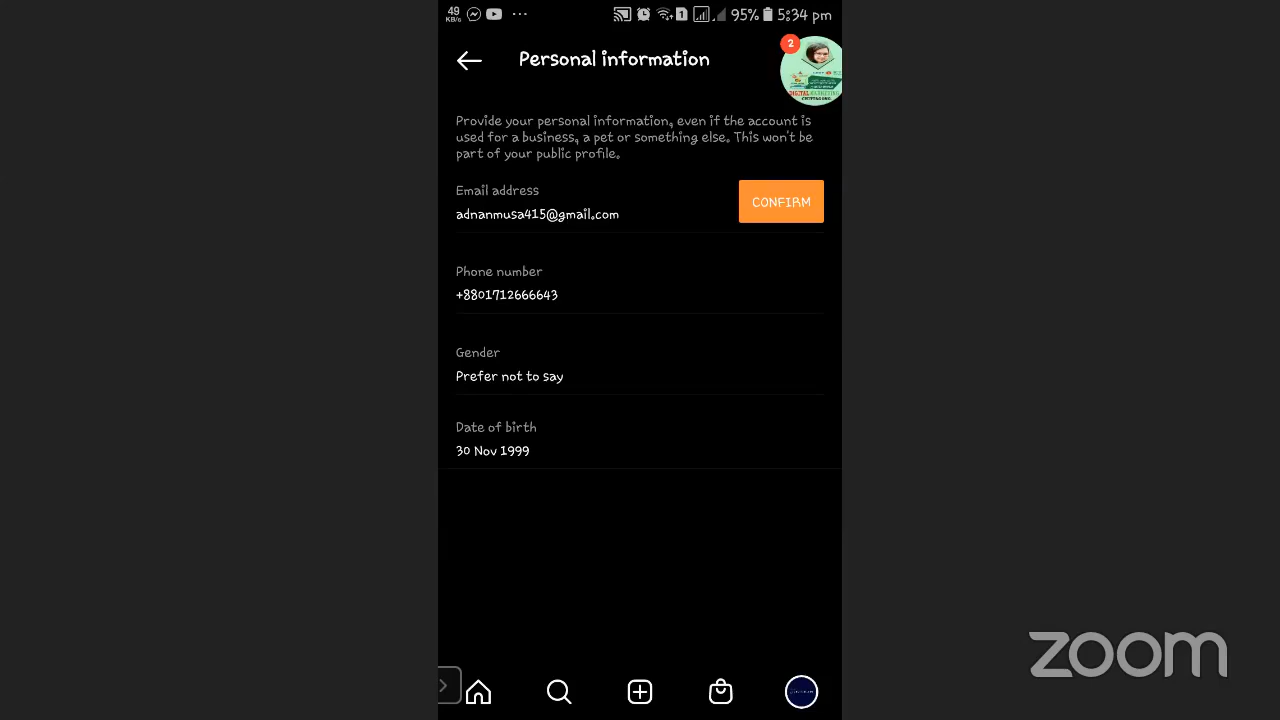 49
KB/s
95% 5:34 pm
Personal information
2
DIGITAL MARKETING
Provide your personal information, even if the account is
used for a business, a pet or something else. This won't be
part of your public profile.
Email address
adnanmusa415@gmail.com
CONFIRM
Phone number
+8801712666643
Gender
Prefer not to say
Date of birth
30 Nov 1999
zoom